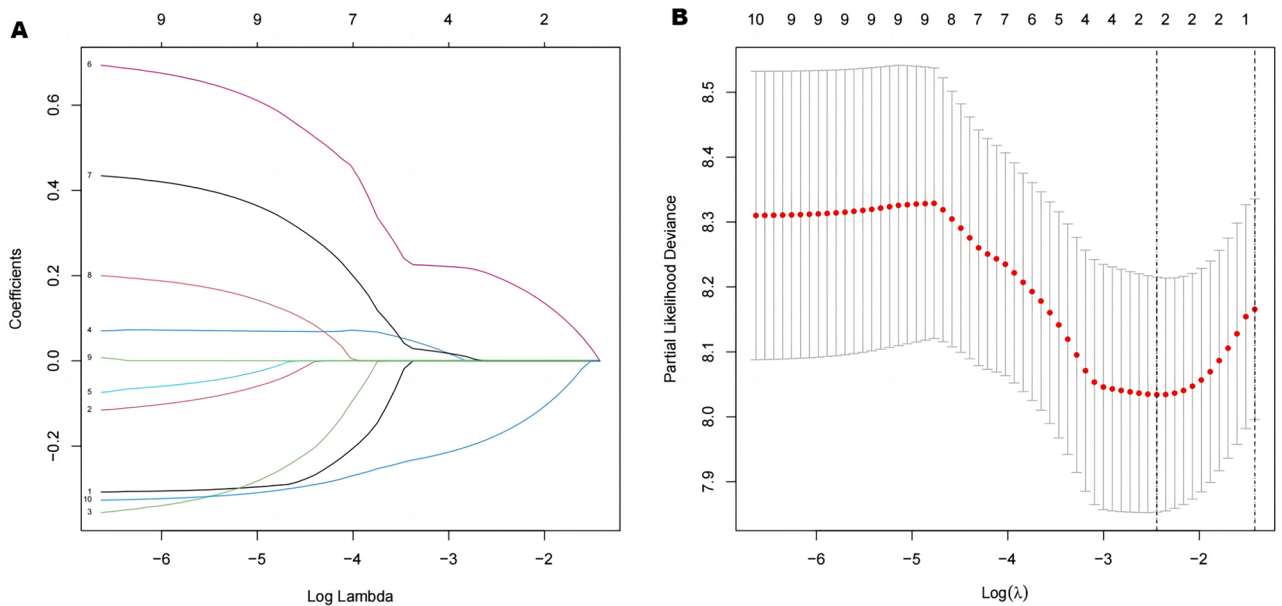 A
9 9 7 4 2
0.6
0.4
0.2
0.0
−0.2
Coefficients
6
7
8
4
9
5
2
1
10
3
−6 −5 −4 −3 −2
Log Lambda
B
10 9 9 9 9 9 9 8 7 7 6 5 4 4 2 2 2 2 1
8.5
8.4
8.3
8.2
8.1
8.0
7.9
Partial Likelihood Deviance
−6 −5 −4 −3 −2
Log(λ)